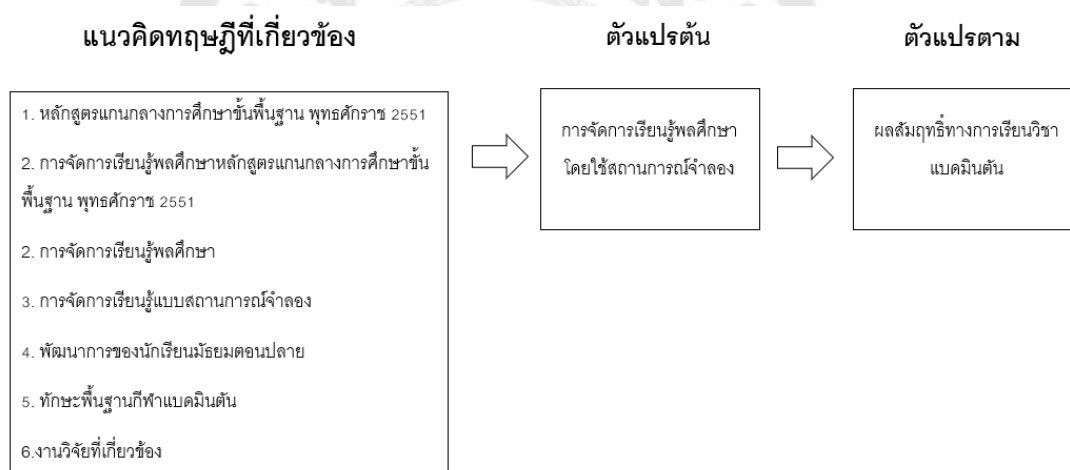 แนวคิดทฤษฎีที่เกี่ยวข้อง
ตัวแปรต้น
ตัวแปรตาม
1. หลักสูตรแกนกลางการศึกษาขั้นพื้นฐาน พุทธศักราช 2551
2. การจัดการเรียนรู้พลศึกษาหลักสูตรแกนกลางการศึกษาขั้น
พื้นฐาน พุทธศักราช 2551
2. การจัดการเรียนรู้พลศึกษา
3. การจัดการเรียนรู้แบบสถานการณ์จำลอง
4. พัฒนาการของนักเรียนมัธยมตอนปลาย
5. ทักษะพื้นฐานกีฬาแบดมินตัน
6.งานวิจัยที่เกี่ยวข้อง
การจัดการเรียนรู้พลศึกษา
โดยใช้สถานการณ์จำลอง
ผลสัมฤทธิ์ทางการเรียนวิชา
แบดมินตัน